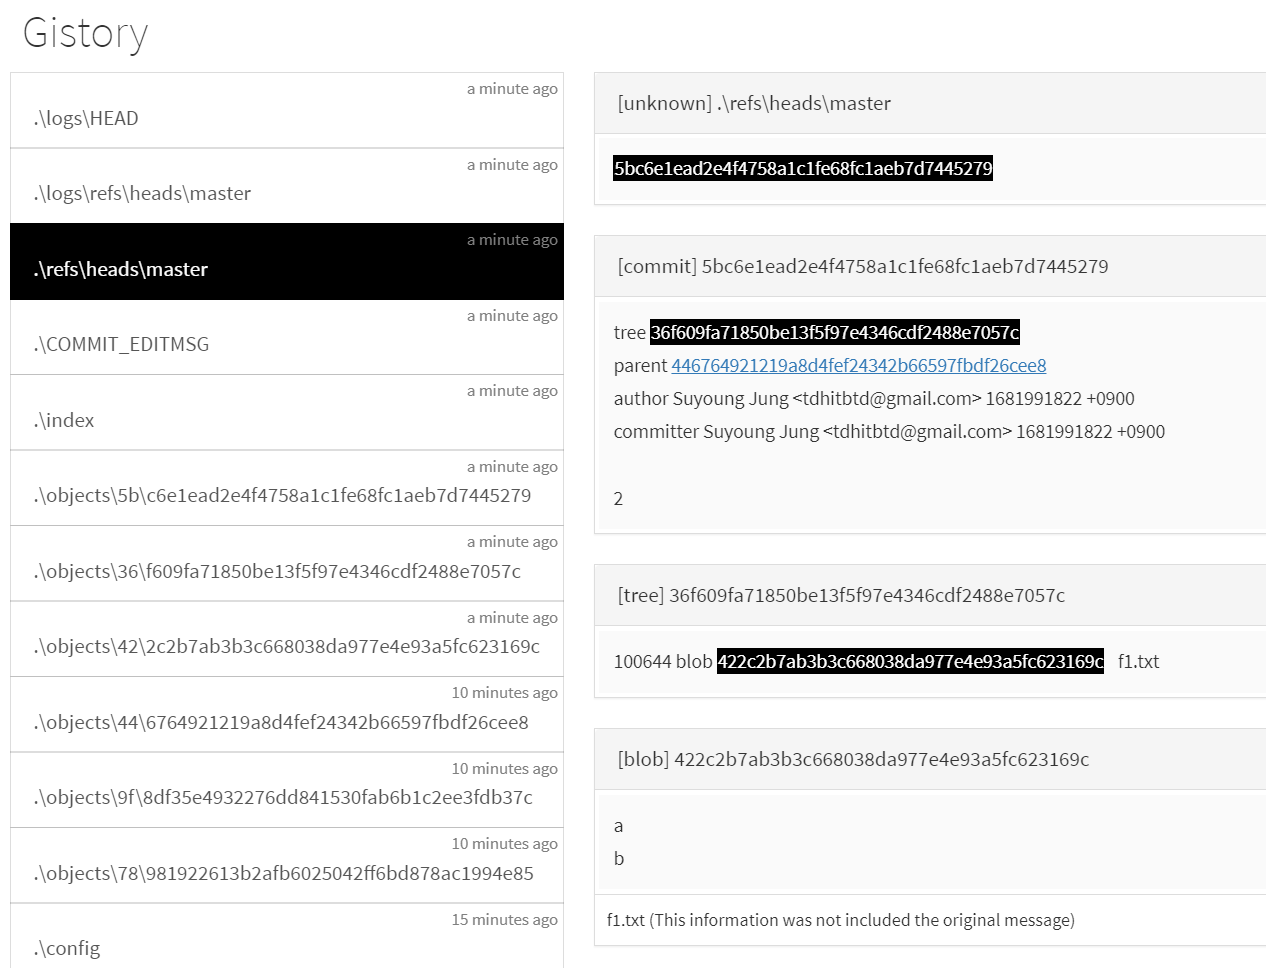 Gistory
a minute ago
.\logs\HEAD
a minute ago
.\logs\refs\heads\master
a minute ago
.\refs\heads\master
a minute ago
.\COMMIT_EDITMSG
a minute ago
.\index
a minute ago
.\objects\5b\c6e1ead2e4f4758a1c1fe68fc1aeb7d7445279
a minute ago
.\objects\36\f609fa71850be13f5f97e4346cdf2488e7057c
a minute ago
.\objects\42\2c2b7ab3b3c668038da977e4e93a5fc623169c
10 minutes ago
.\objects\44\6764921219a8d4fef24342b66597fbdf26cee8
10 minutes ago
.\objects\9f\8df35e4932276dd841530fab6b1c2ee3fdb37c
10 minutes ago
.\objects\78\981922613b2afb6025042ff6bd878ac1994e85
15 minutes ago
.\config
[unknown] .\refs\heads\master
5bc6e1ead2e4f4758a1c1fe68fc1aeb7d7445279
[commit] 5bc6e1ead2e4f4758a1c1fe68fc1aeb7d7445279
tree 36f609fa71850be13f5f97e4346cdf2488e7057c
parent 446764921219a8d4fef24342b66597fbdf26cee8
author Suyoung Jung <tdhitbtd@gmail.com> 1681991822 +0900
committer Suyoung Jung <tdhitbtd@gmail.com> 1681991822 +0900
2
[tree] 36f609fa71850be13f5f97e4346cdf2488e7057c
100644 blob 422c2b7ab3b3c668038da977e4e93a5fc623169c f1.txt
[blob] 422c2b7ab3b3c668038da977e4e93a5fc623169c
a
b
f1.txt (This information was not included the original message)